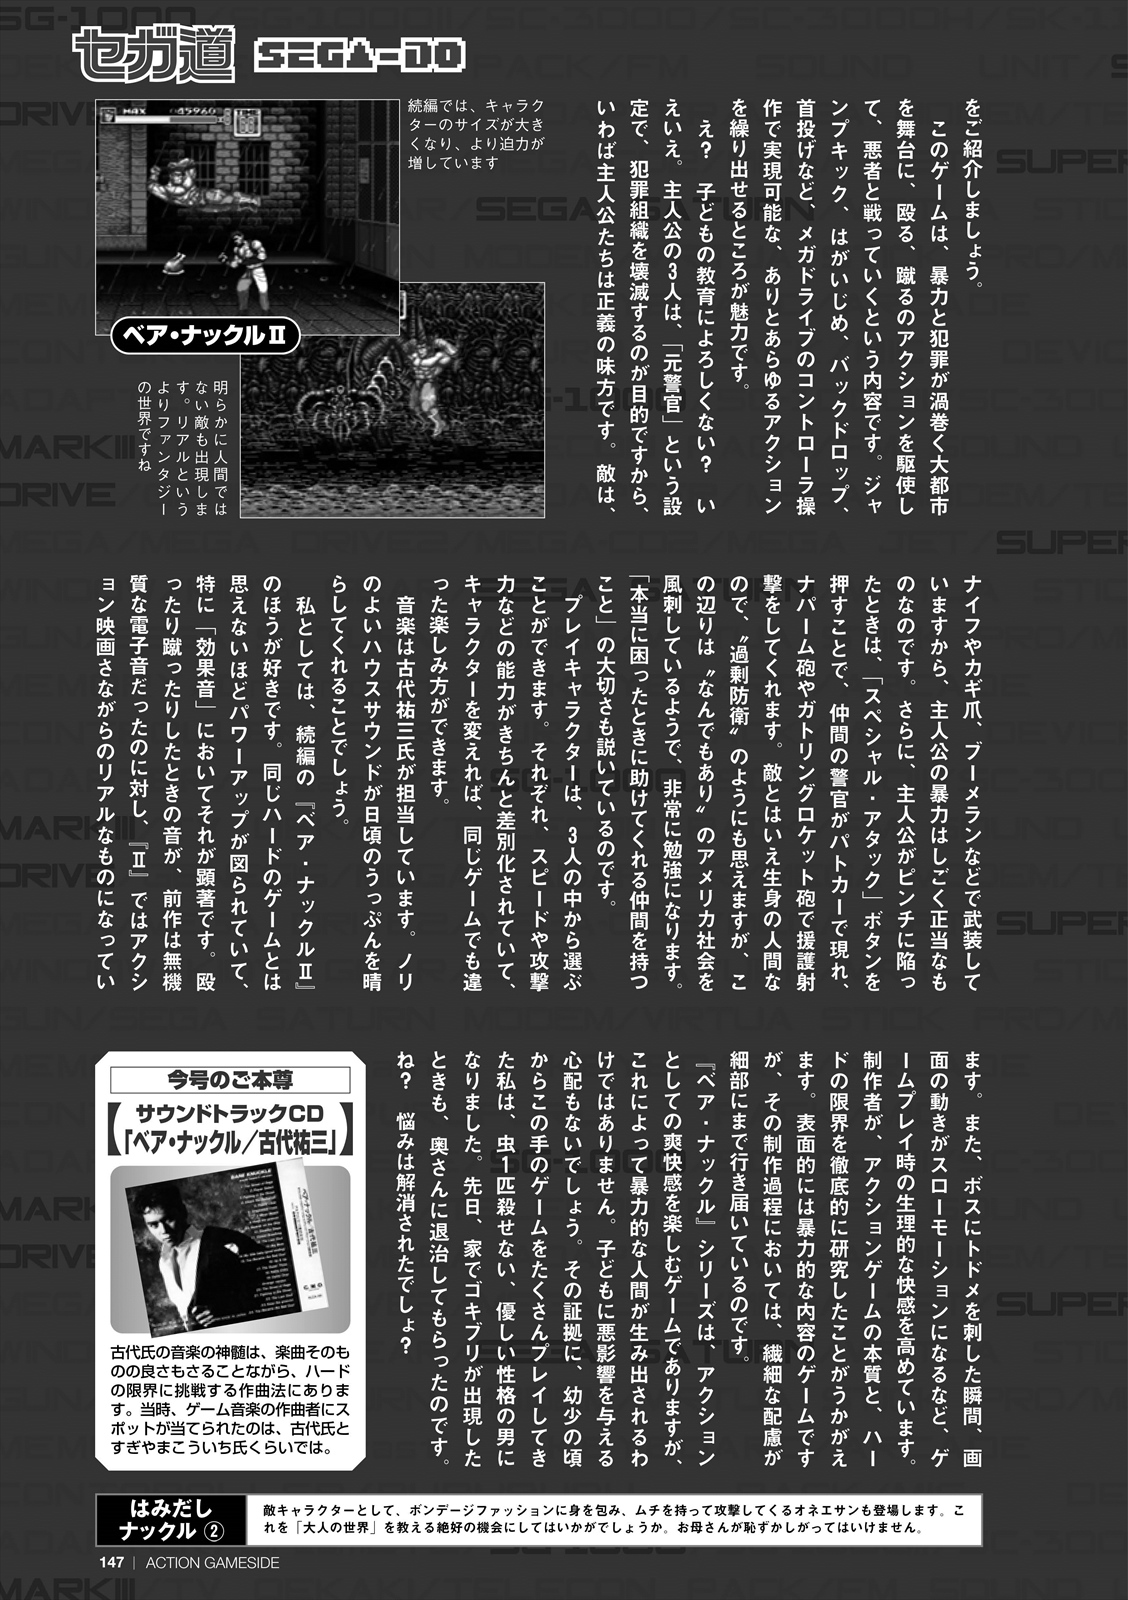 セガ道 SEGA-DO
をご紹介しましょう。
このゲームは、暴力と犯罪が渦巻く大都市
を舞台に、殴る、蹴るのアクションを駆使し
て、悪者と戦っていくという内容です。ジャ
ンプキック、はがいじめ、バックドロップ、
首投げなど、メガドライブのコントローラ操
作で実現可能な、ありとあらゆるアクション
を繰り出せるところが魅力です。
え？　子どもの教育によろしくない？　い
えいえ。主人公の3人は、「元警官」という設
定で、犯罪組織を壊滅するのが目的ですから、
いわば主人公たちは正義の味方です。敵は、
続編では、キャラク
ターのサイズが大き
くなり、より迫力が
増しています
MAX 45960
ベア・ナックルⅡ
明らかに人間では
ない敵も出現しま
す。リアルという
よりファンタジー
の世界ですね
ナイフやカギ爪、ブーメランなどで武装して
いますから、主人公の暴力はしごく正当なも
のなのです。さらに、主人公がピンチに陥っ
たときは、「スペシャル・アタック」ボタンを
押すことで、仲間の警官がパトカーで現れ、
ナパーム砲やガトリングロケット砲で援護射
撃をしてくれます。敵とはいえ生身の人間な
ので、〝過剰防衛〟のようにも思えますが、こ
の辺りは〝なんでもあり〟のアメリカ社会を
風刺しているようで、非常に勉強になります。
「本当に困ったときに助けてくれる仲間を持つ
こと」の大切さも説いているのです。
プレイキャラクターは、3人の中から選ぶ
ことができます。それぞれ、スピードや攻撃
力などの能力がきちんと差別化されていて、
キャラクターを変えれば、同じゲームでも違
った楽しみ方ができます。
音楽は古代祐三氏が担当しています。ノリ
のよいハウスサウンドが日頃のうっぷんを晴
らしてくれることでしょう。
私としては、続編の『ベア・ナックルⅡ』
のほうが好きです。同じハードのゲームとは
思えないほどパワーアップが図られていて、
特に「効果音」においてそれが顕著です。殴
ったり蹴ったりしたときの音が、前作は無機
質な電子音だったのに対し、『Ⅱ』ではアクシ
ョン映画さながらのリアルなものになってい
ます。また、ボスにトドメを刺した瞬間、画
面の動きがスローモーションになるなど、ゲ
ームプレイ時の生理的な快感を高めています。
制作者が、アクションゲームの本質と、ハー
ドの限界を徹底的に研究したことがうかがえ
ます。表面的には暴力的な内容のゲームです
が、その制作過程においては、繊細な配慮が
細部にまで行き届いているのです。
『ベア・ナックル』シリーズは、アクション
としての爽快感を楽しむゲームでありますが、
これによって暴力的な人間が生み出されるわ
けではありません。子どもに悪影響を与える
心配もないでしょう。その証拠に、幼少の頃
からこの手のゲームをたくさんプレイしてき
た私は、虫1匹殺せない、優しい性格の男に
なりました。先日、家でゴキブリが出現した
ときも、奥さんに退治してもらったのです。
ね？　悩みは解消されたでしょ？
今号のご本尊
【サウンドトラックCD
「ベア・ナックル／古代祐三」】
BARE KNUCKLE
ベア・ナックル／古代祐三
古代氏の音楽の神髄は、楽曲そのも
のの良さもさることながら、ハード
の限界に挑戦する作曲法にありま
す。当時、ゲーム音楽の作曲者にス
ポットが当てられたのは、古代氏と
すぎやまこういち氏くらいでは。
はみだし
ナックル②
敵キャラクターとして、ボンデージファッションに身を包み、ムチを持って攻撃してくるオネエサンも登場します。こ
れを「大人の世界」を教える絶好の機会にしてはいかがでしょうか。お母さんが恥ずかしがってはいけません。
147 | ACTION GAMESIDE